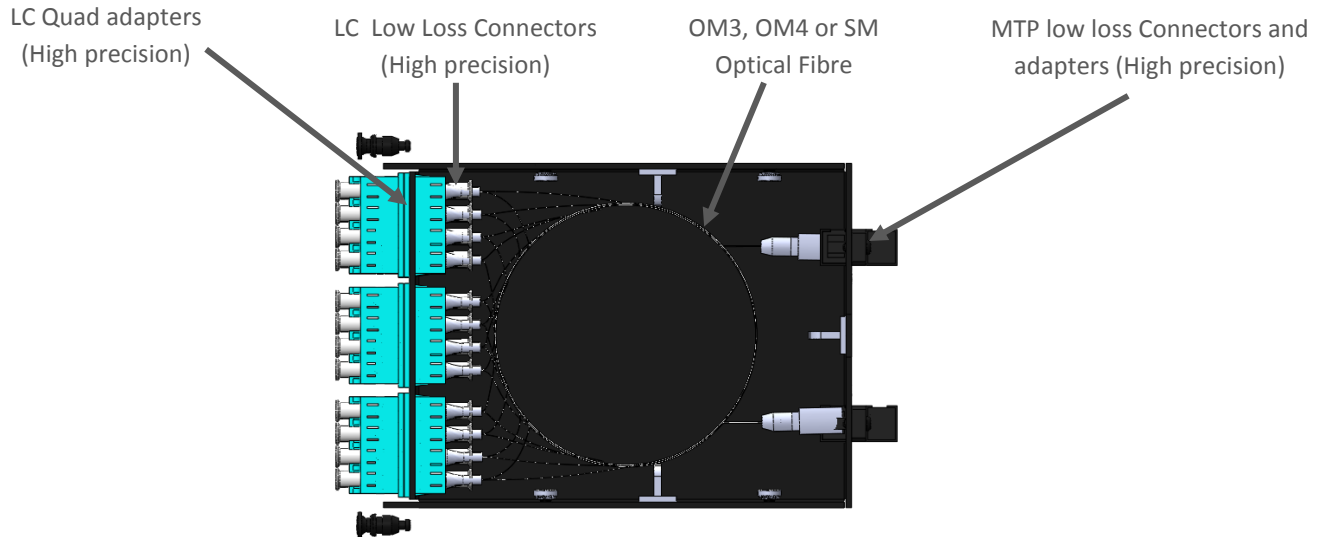 LC Quad adapters
(High precision)
LC Low Loss Connectors
(High precision)
OM3, OM4 or SM
Optical Fibre
MTP low loss Connectors and
adapters (High precision)